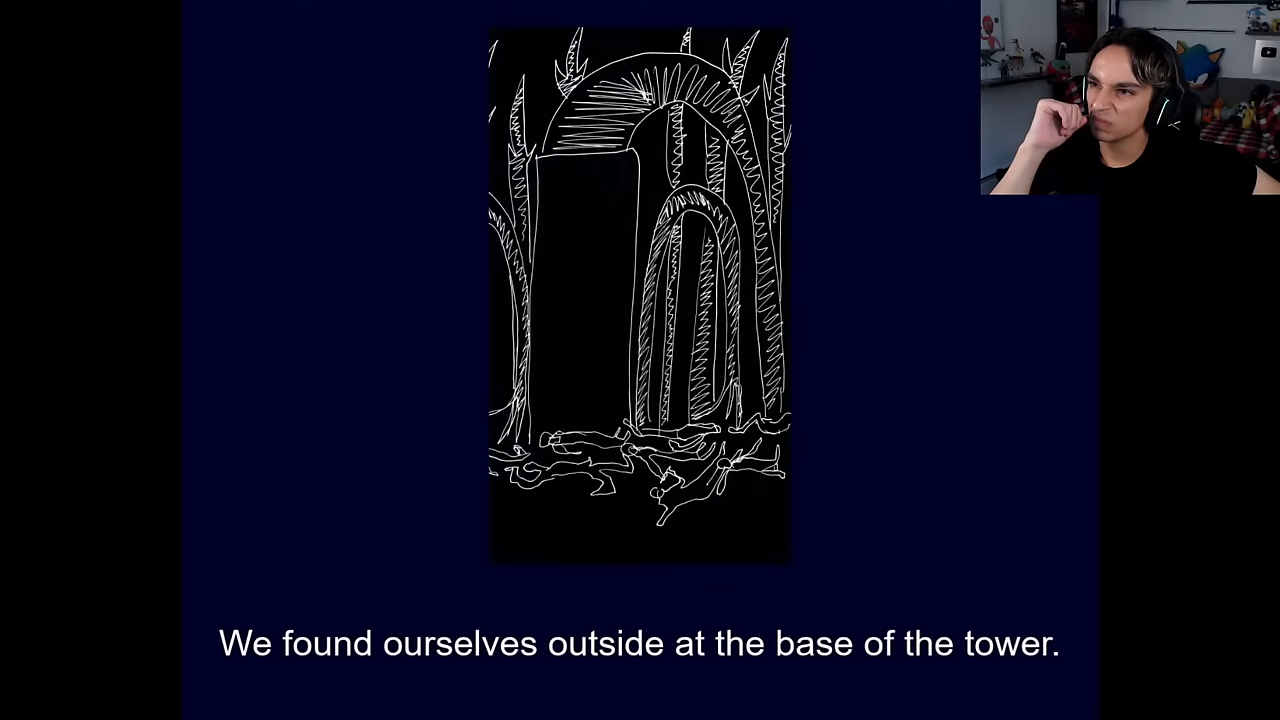 We found ourselves outside at the base of the tower.